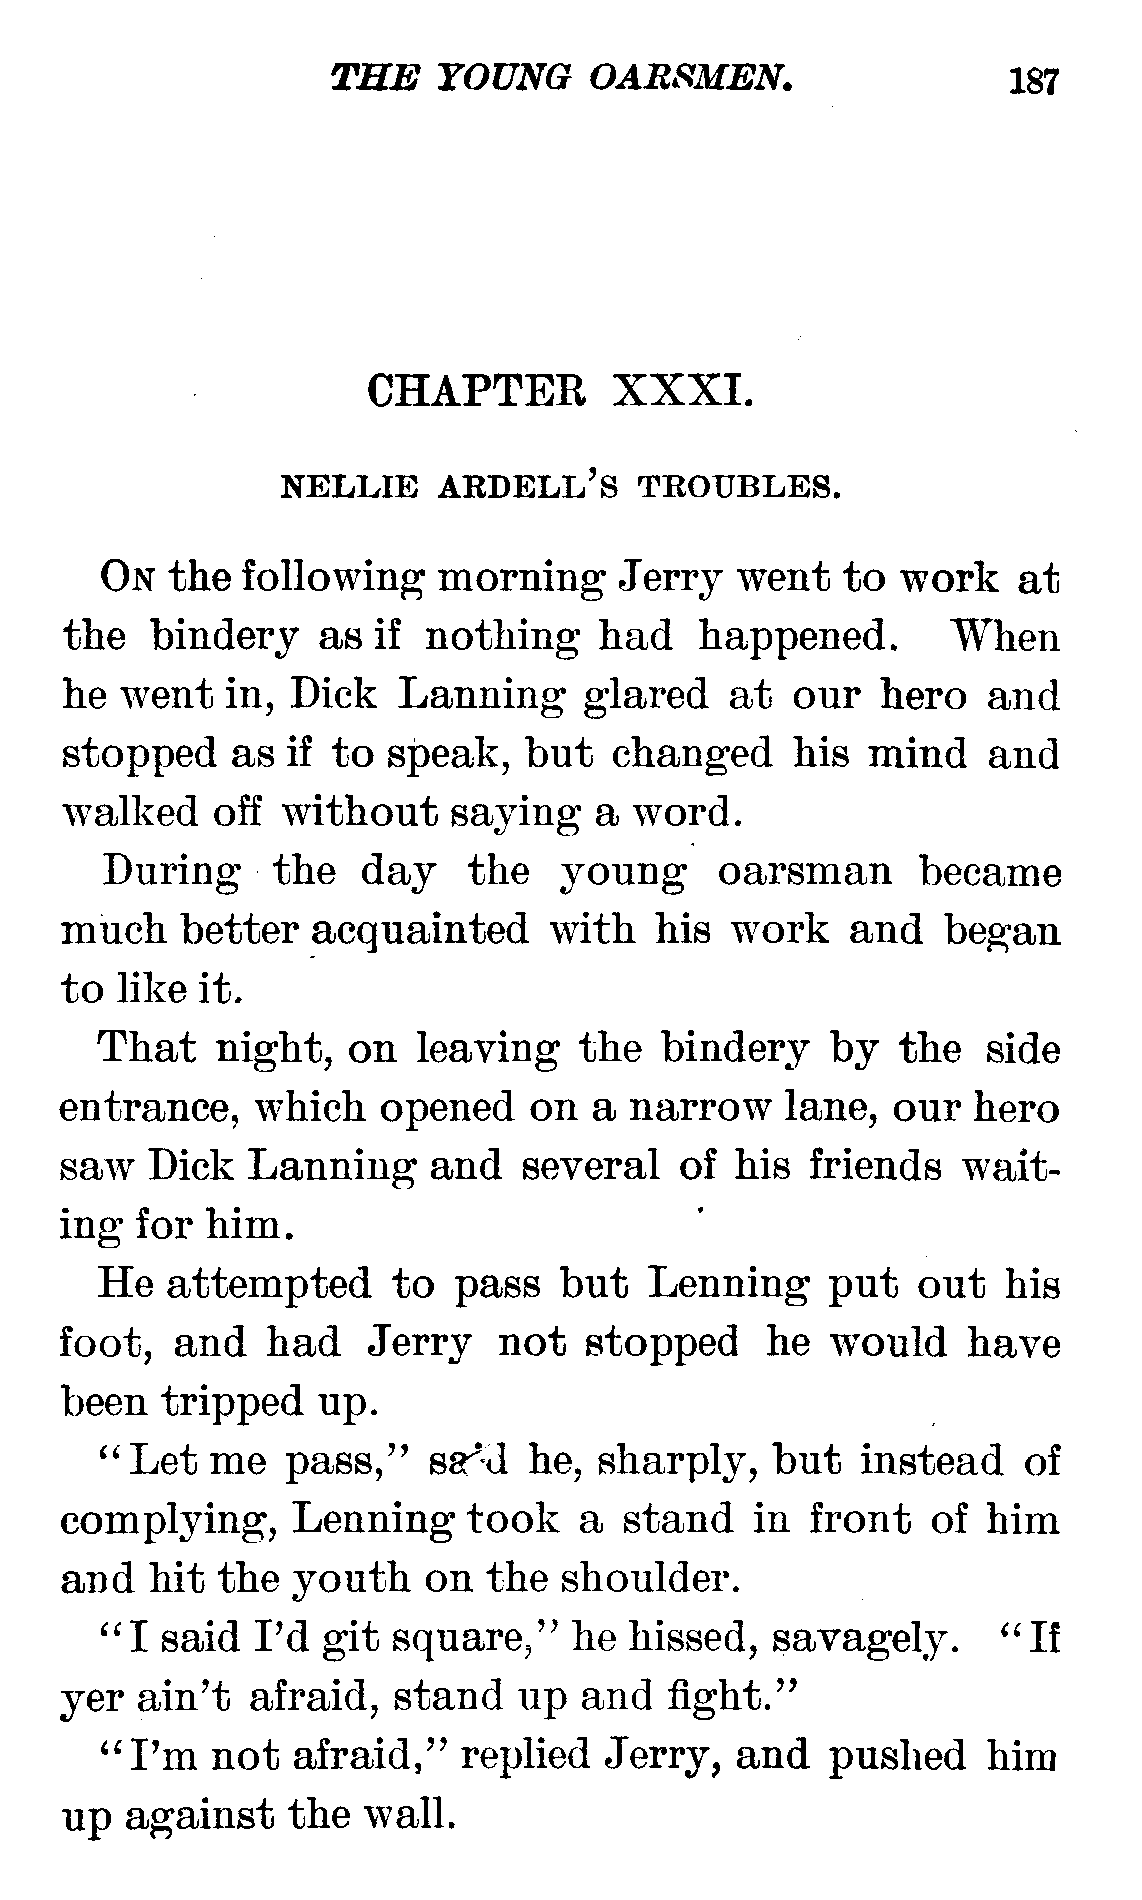 THE YOUNG OARSMEN. 187
CHAPTER XXXI.
NELLIE ARDELL'S TROUBLES.
ON the following morning Jerry went to work at
the bindery as if nothing had happened. When
he went in, Dick Lanning glared at our hero and
stopped as if to speak, but changed his mind and
walked off without saying a word.
During the day the young oarsman became
much better acquainted with his work and began
to like it.
That night, on leaving the bindery by the side
entrance, which opened on a narrow lane, our hero
saw Dick Lanning and several of his friends wait-
ing for him.
He attempted to pass but Lenning put out his
foot, and had Jerry not stopped he would have
been tripped up.
"Let me pass," said he, sharply, but instead of
complying, Lenning took a stand in front of him
and hit the youth on the shoulder.
"I said I'd git square," he hissed, savagely. "If
yer ain't afraid, stand up and fight."
"I'm not afraid," replied Jerry, and pushed him
up against the wall.